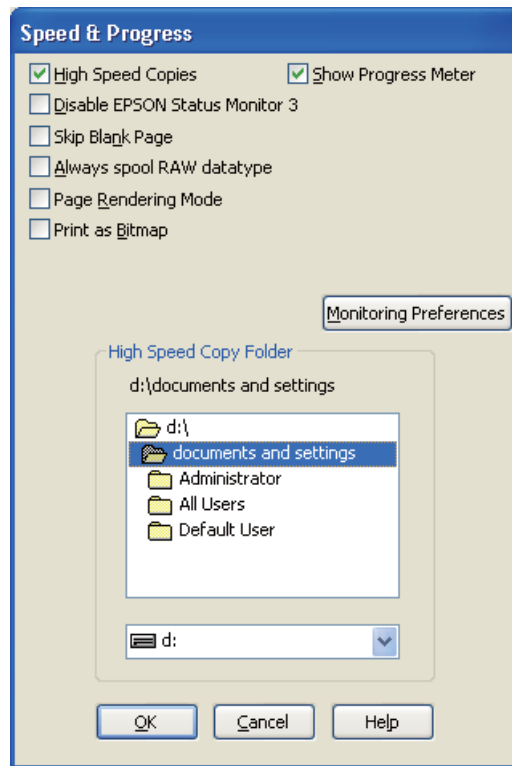 Speed & Progress
High Speed Copies Show Progress Meter
Disable EPSON Status Monitor 3
Skip Blank Page
Always spool RAW datatype
Page Rendering Mode
Print as Bitmap
Monitoring Preferences
High Speed Copy Folder
d:\documents and settings
d:\
documents and settings
Administrator
All Users
Default User
d:
OK Cancel Help